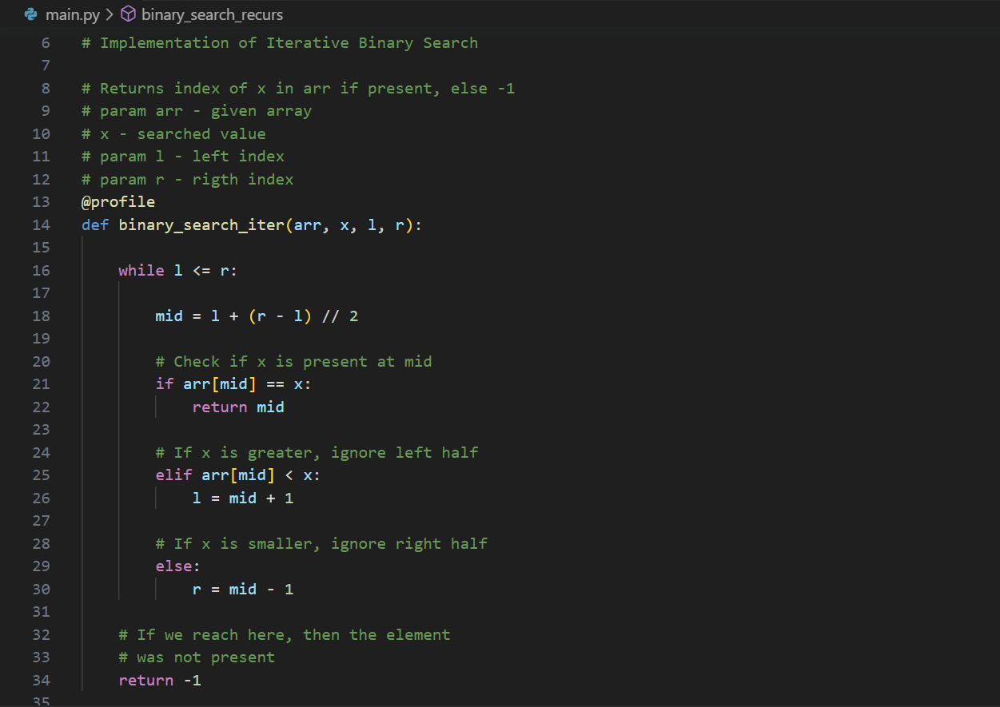 main.py > binary_search_recurs
6 # Implementation of Iterative Binary Search
7
8 # Returns index of x in arr if present, else -1
9 # param arr - given array
10 # x - searched value
11 # param l - left index
12 # param r - rigth index
13 @profile
14 def binary_search_iter(arr, x, l, r):
15
16     while l <= r:
17
18         mid = l + (r - l) // 2
19
20         # Check if x is present at mid
21         if arr[mid] == x:
22             return mid
23
24         # If x is greater, ignore left half
25         elif arr[mid] < x:
26             l = mid + 1
27
28         # If x is smaller, ignore right half
29         else:
30             r = mid - 1
31
32     # If we reach here, then the element
33     # was not present
34     return -1
35